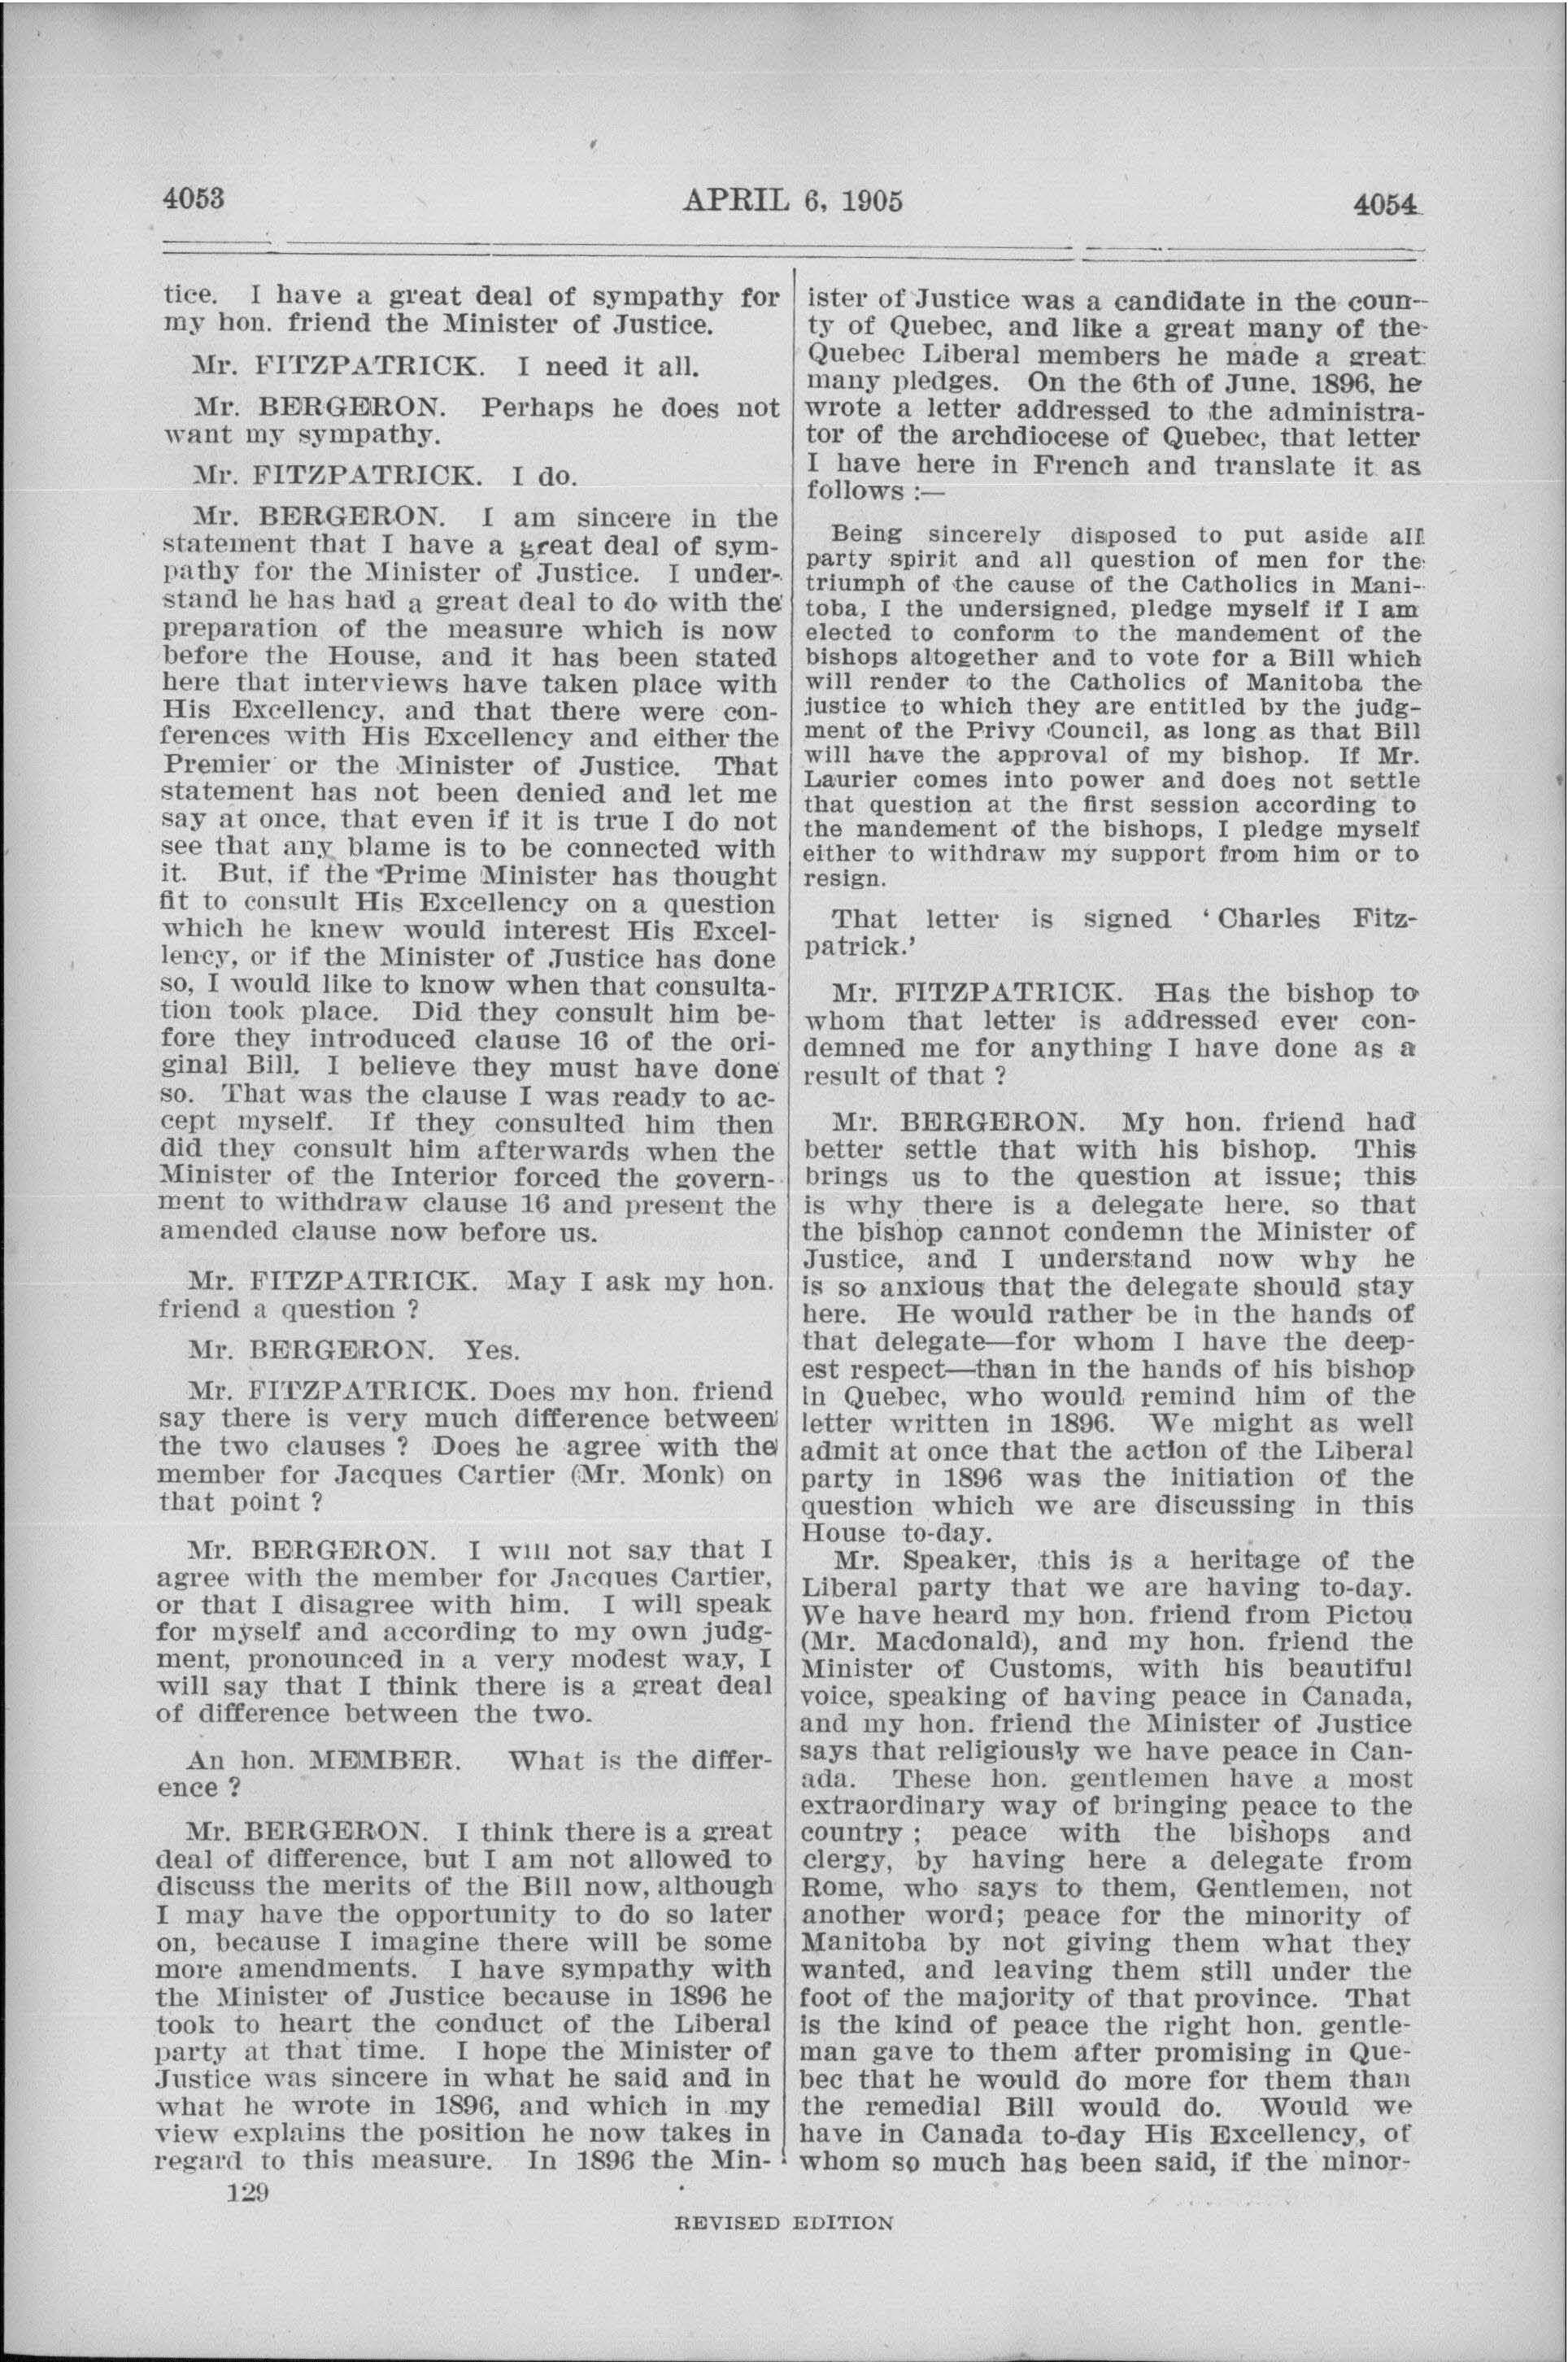 4053
APRIL 6, 1905
4054
tice. I have a great deal of sympathy for
my hon. friend the Minister of Justice.
Mr. FITZPATRICK. I need it all.
Mr. BERGERON. Perhaps he does not
want my sympathy.
Mr. FITZPATRICK. I do.
Mr. BERGERON. I am sincere in the
statement that I have a great deal of sym-
pathy for the Minister of Justice. I under-
stand he has had a great deal to do with the
preparation of the measure which is now
before the House, and it has been stated
here that interviews have taken place with
His Excellency, and that there were con-
ferences with His Excellency and either the
Premier or the Minister of Justice. That
statement has not been denied and let me
say at once, that even if it is true I do not
see that any blame is to be connected with
it. But, if the Prime Minister has thought
fit to consult His Excellency on a question
which he knew would interest His Excel-
lency, or if the Minister of Justice has done
so, I would like to know when that consulta-
tion took place. Did they consult him be-
fore they introduced clause 16 of the ori-
ginal Bill. I believe they must have done
so. That was the clause I was ready to ac-
cept myself. If they consulted him then
did they consult him afterwards when the
Minister of the Interior forced the govern-
ment to withdraw clause 16 and present the
amended clause now before us.
Mr. FITZPATRICK. May I ask my hon.
friend a question ?
Mr. BERGERON. Yes.
Mr. FITZPATRICK. Does my hon. friend
say there is very much difference between
the two clauses ? Does he agree with the
member for Jacques Cartier (Mr. Monk) on
that point ?
Mr. BERGERON. I will not say that I
agree with the member for Jacques Cartier,
or that I disagree with him. I will speak
for myself and according to my own judg-
ment, pronounced in a very modest way, I
will say that I think there is a great deal
of difference between the two.
An hon. MEMBER. What is the differ-
ence ?
Mr. BERGERON. I think there is a great
deal of difference, but I am not allowed to
discuss the merits of the Bill now, although
I may have the opportunity to do so later
on, because I imagine there will be some
more amendments. I have sympathy with
the Minister of Justice because in 1896 he
took to heart the conduct of the Liberal
party at that time. I hope the Minister of
Justice was sincere in what he said and in
what he wrote in 1896, and which in my
view explains the position he now takes in
regard to this measure. In 1896 the Min-
129
ister of Justice was a candidate in the coun-
ty of Quebec, and like a great many of the
Quebec Liberal members he made a great
many pledges. On the 6th of June, 1896, he
wrote a letter addressed to the administra-
tor of the archdiocese of Quebec, that letter
I have here in French and translate it as
follows :—
Being sincerely disposed to put aside all
party spirit and all question of men for the
triumph of the cause of the Catholics in Mani-
toba, I the undersigned, pledge myself if I am
elected to conform to the mandement of the
bishops altogether and to vote for a Bill which
will render to the Catholics of Manitoba the
justice to which they are entitled by the judg-
ment of the Privy Council, as long as that Bill
will have the approval of my bishop. If Mr.
Laurier comes into power and does not settle
that question at the first session according to
the mandement of the bishops, I pledge myself
either to withdraw my support from him or to
resign.
That letter is signed 'Charles Fitz-
patrick.'
Mr. FITZPATRICK. Has the bishop to
whom that letter is addressed ever con-
demned me for anything I have done as a
result of that ?
Mr. BERGERON. My hon. friend had
better settle that with his bishop. This
brings us to the question at issue; this
is why there is a delegate here, so that
the bishop cannot condemn the Minister of
Justice, and I understand now why he
is so anxious that the delegate should stay
here. He would rather be in the hands of
that delegate—for whom I have the deep-
est respect—than in the hands of his bishop
in Quebec, who would remind him of the
letter written in 1896. We might as well
admit at once that the action of the Liberal
party in 1896 was the initiation of the
question which we are discussing in this
House to-day.
Mr. Speaker, this is a heritage of the
Liberal party that we are having to-day.
We have heard my hon. friend from Pictou
(Mr. Macdonald), and my hon. friend the
Minister of Customs, with his beautiful
voice, speaking of having peace in Canada,
and my hon. friend the Minister of Justice
says that religiously we have peace in Can-
ada. These hon. gentlemen have a most
extraordinary way of bringing peace to the
country ; peace with the bishops and
clergy, by having here a delegate from
Rome, who says to them, Gentlemen, not
another word; peace for the minority of
Manitoba by not giving them what they
wanted, and leaving them still under the
foot of the majority of that province. That
is the kind of peace the right hon. gentle-
man gave to them after promising in Que-
bec that he would do more for them than
the remedial Bill would do. Would we
have in Canada to-day His Excellency, of
whom so much has been said, if the minor-
REVISED EDITION